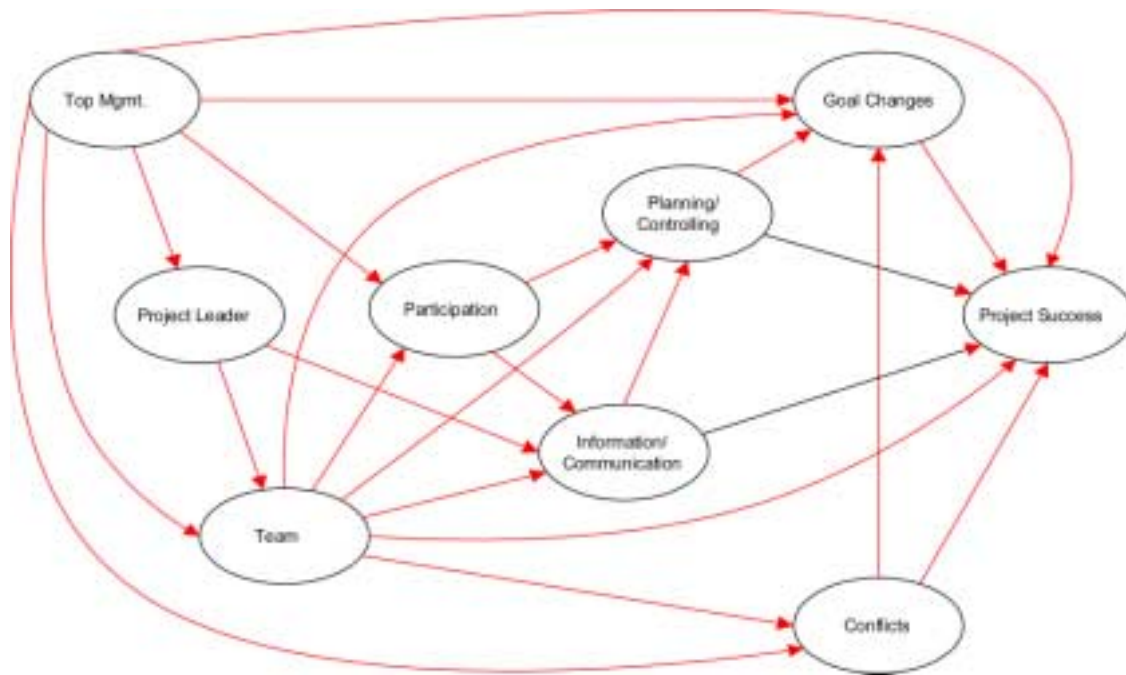 Top Mgmt.
Goal Changes
Planning/
Controlling
Participation
Project Leader
Project Success
Information/
Communication
Team
Conflicts